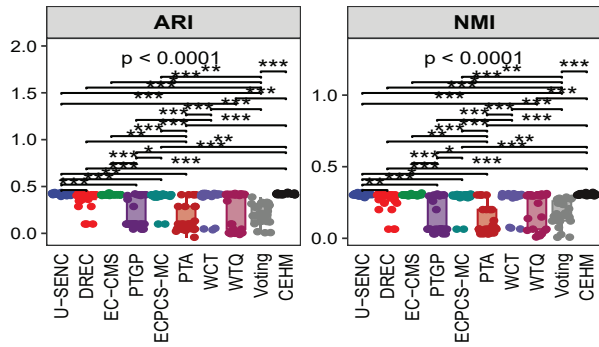 ARI
NMI
p < 0.0001
p < 0.0001
2.0
1.5
1.0
0.5
0.0
1.0
0.5
0.0
U−SENC
DREC
EC−CMS
PTGP
ECPCS−MC
PTA
WCT
WTQ
Voting
CEHM
U−SENC
DREC
EC−CMS
PTGP
ECPCS−MC
PTA
WCT
WTQ
Voting
CEHM